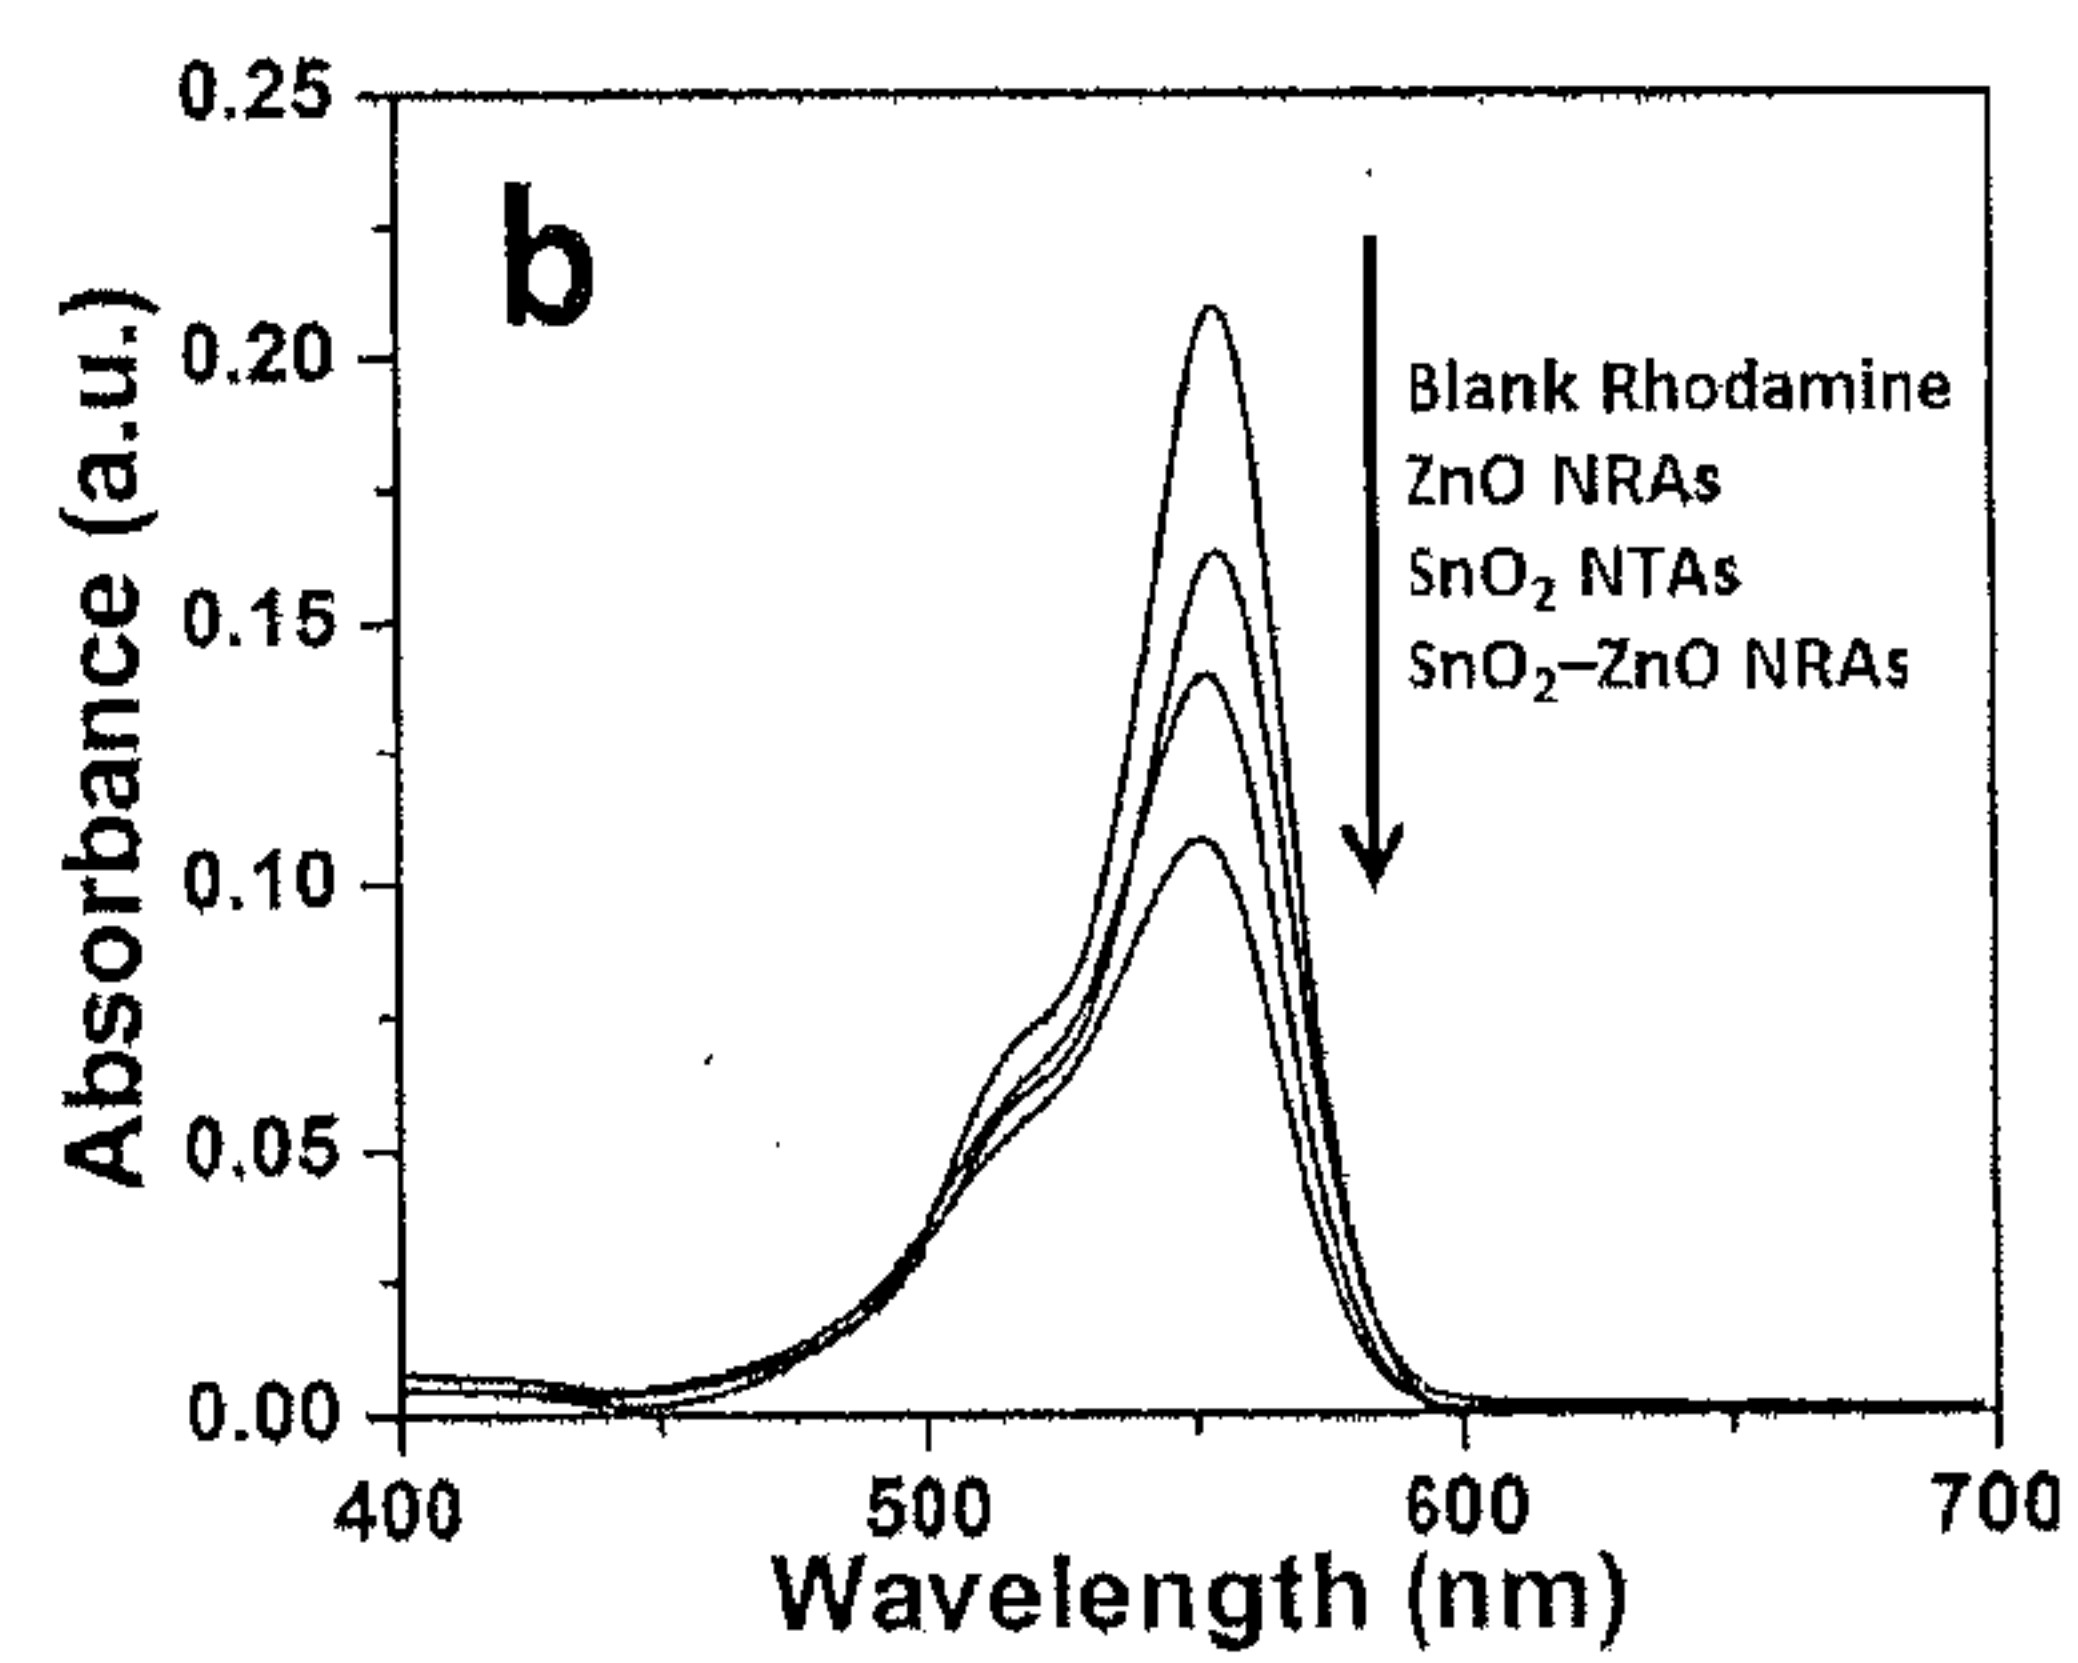 b
0.25
0.20
0.15
0.10
0.05
0.00
Absorbance (a.u.)
Blank Rhodamine
ZnO NRAs
SnO₂ NTAs
SnO₂–ZnO NRAs
400 500 600 700
Wavelength (nm)